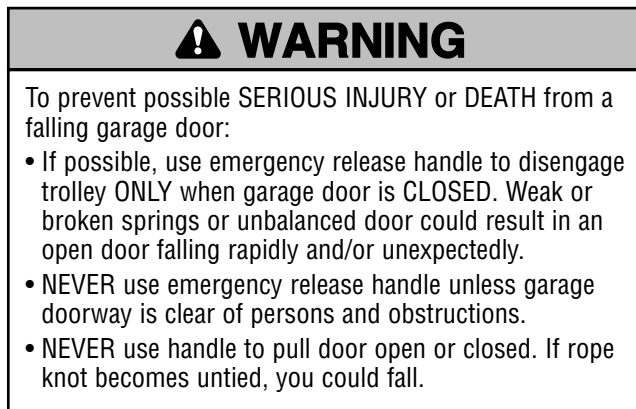 WARNING
To prevent possible SERIOUS INJURY or DEATH from a
falling garage door:
• If possible, use emergency release handle to disengage
trolley ONLY when garage door is CLOSED. Weak or
broken springs or unbalanced door could result in an
open door falling rapidly and/or unexpectedly.
• NEVER use emergency release handle unless garage
doorway is clear of persons and obstructions.
• NEVER use handle to pull door open or closed. If rope
knot becomes untied, you could fall.